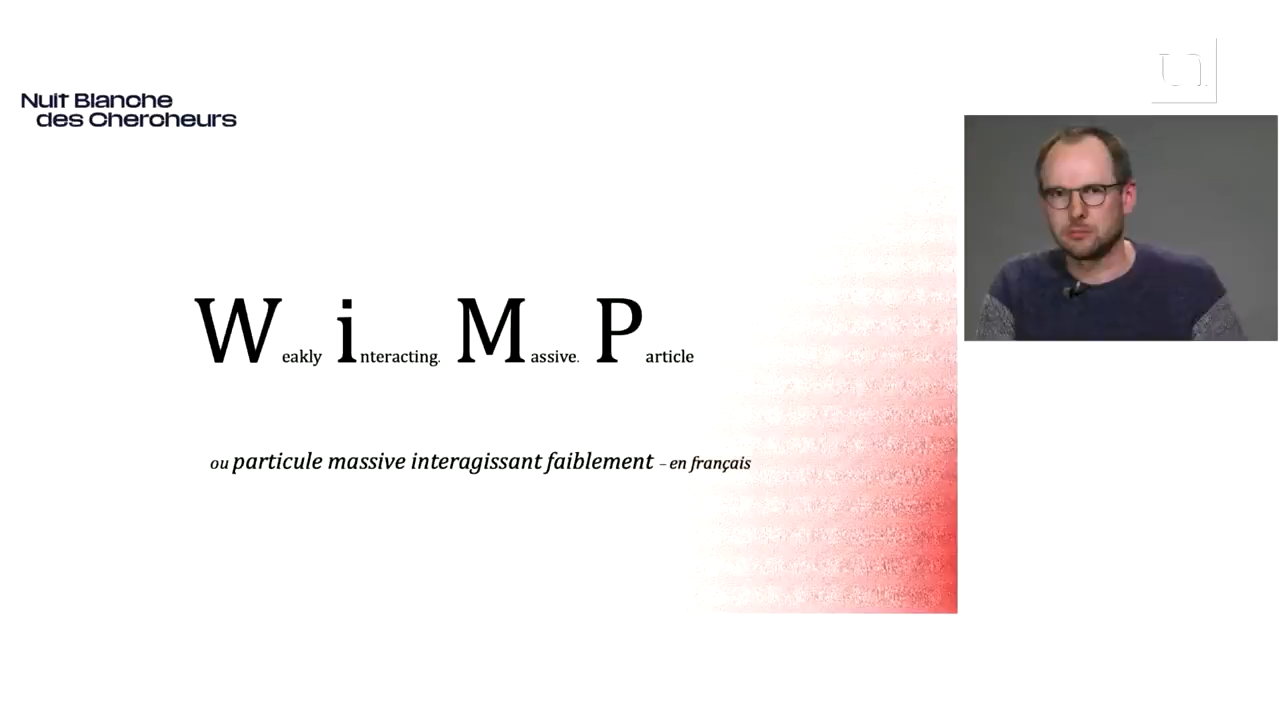 Nuit Blanche
des Chercheurs
Weakly interacting. Massive. Particle
ou particule massive interagissant faiblement – en français